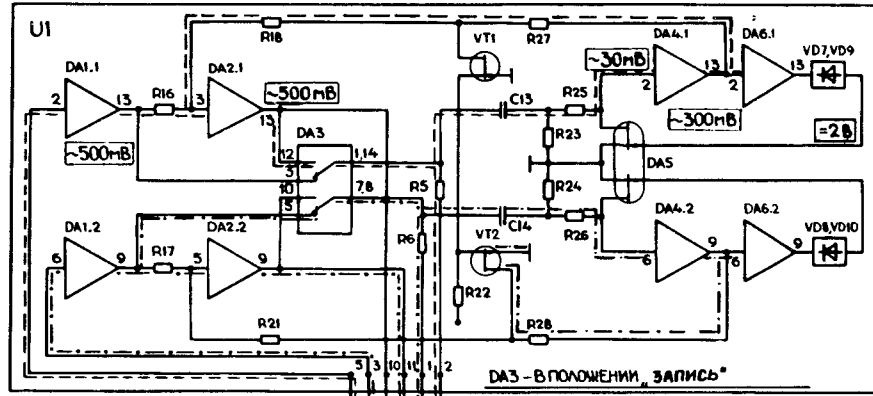 U1
R18
R27
VT1
DA4.1
DA6.1
VD7,VD9
DA1.1
DA2.1
~500мВ
~30мВ
2
13
R16
3
13
R25
2
13
2
13
C13
~300мВ
=2В
~500мВ
DA3
12
1,14
3
R23
DA5
10
7,8
R5
R24
5
C14
R26
DA4.2
DA6.2
VD8,VD10
DA1.2
DA2.2
R6
VT2
6
9
R17
5
9
6
9
6
9
R22
R21
R28
5
3
10
11
1
2
DA3 – В ПОЛОЖЕНИИ „ЗАПИСЬ"